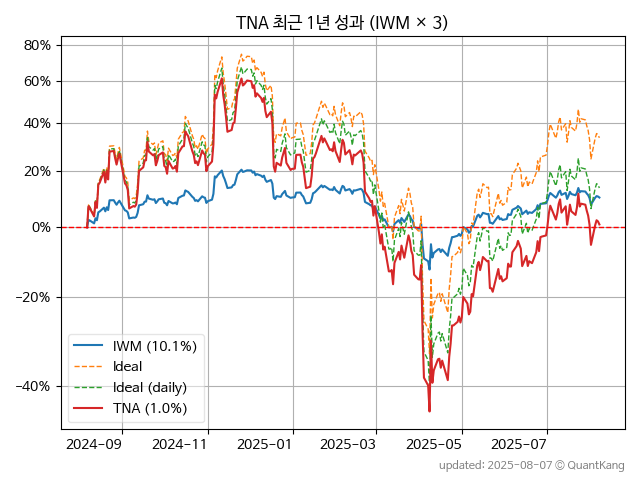 TNA 최근 1년 성과 (IWM × 3)
80%
60%
40%
20%
0%
−20%
−40%
IWM (10.1%)
Ideal
Ideal (daily)
TNA (1.0%)
2024-09 2024-11 2025-01 2025-03 2025-05 2025-07
updated: 2025-08-07 © QuantKang